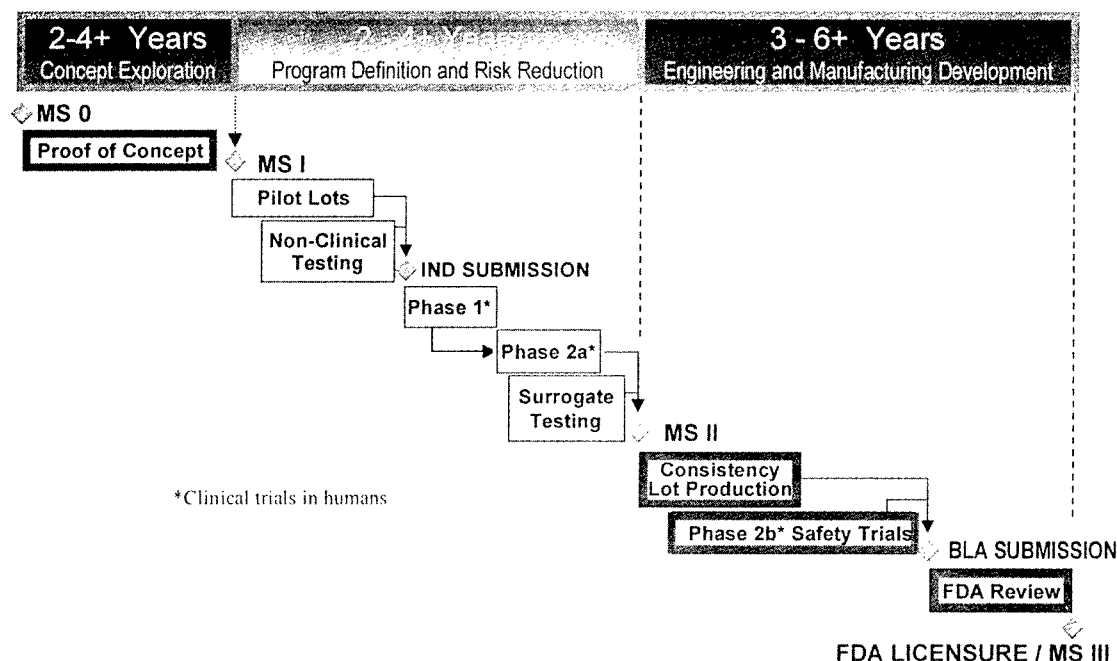 2-4+ Years
Concept Exploration
2 - 4+ Years
Program Definition and Risk Reduction
3 - 6+ Years
Engineering and Manufacturing Development
MS 0
Proof of Concept
MS I
Pilot Lots
Non-Clinical
Testing
IND SUBMISSION
Phase 1*
Phase 2a*
Surrogate
Testing
MS II
Consistency
Lot Production
*Clinical trials in humans
Phase 2b* Safety Trials
BLA SUBMISSION
FDA Review
FDA LICENSURE / MS III